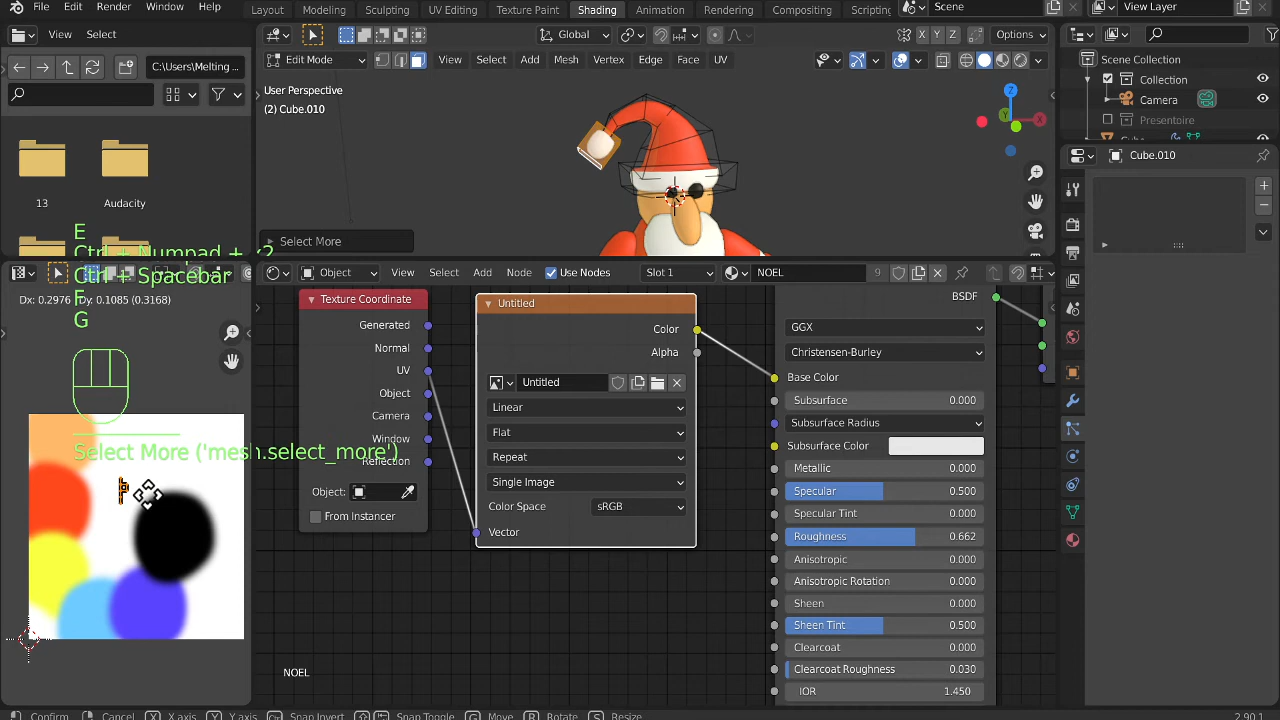 File Edit Render Window Help
Layout Modeling Sculpting UV Editing Texture Paint Shading Animation Rendering Compositing Scripting
Scene
View Layer
View Select
C:\Users\Melting ...
13
Audacity
E
Ctrl + Numpad + x2
Ctrl + Spacebar
F
G
Dx: 0.2976 Dy: 0.1085 (0.3168)
Select More ('mesh.select_more')
Global
Options
X Y Z
Edit Mode
View Select Add Mesh Vertex Edge Face UV
User Perspective
(2) Cube.010
Z
Y
X
Select More
Object View Select Add Node Use Nodes Slot 1 NOEL 9
Texture Coordinate
Generated
Normal
UV
Object
Camera
Window
Reflection
Object:
From Instancer
Untitled
Color
Alpha
Untitled
Linear
Flat
Repeat
Single Image
Color Space sRGB
Vector
BSDF
GGX
Christensen-Burley
Base Color
Subsurface 0.000
Subsurface Radius
Subsurface Color
Metallic 0.000
Specular 0.500
Specular Tint 0.000
Roughness 0.662
Anisotropic 0.000
Anisotropic Rotation 0.000
Sheen 0.000
Sheen Tint 0.500
Clearcoat 0.000
Clearcoat Roughness 0.030
IOR 1.450
NOEL
Scene Collection
Collection
Camera
Presentoire
Cube.010
Confirm Cancel X X axis Y Y axis Snap Invert Snap Toggle G Move R Rotate S Resize
2.90.1